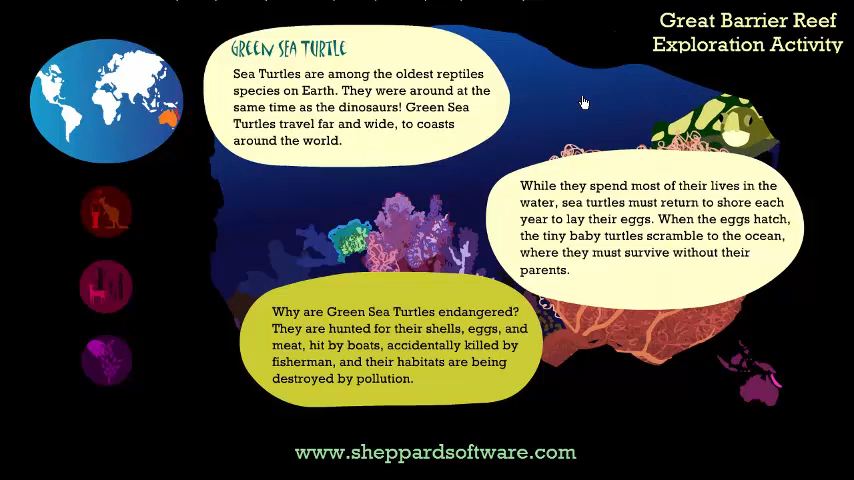 Great Barrier Reef
Exploration Activity
GREEN SEA TURTLE
Sea Turtles are among the oldest reptiles
species on Earth. They were around at the
same time as the dinosaurs! Green Sea
Turtles travel far and wide, to coasts
around the world.
While they spend most of their lives in the
water, sea turtles must return to shore each
year to lay their eggs. When the eggs hatch,
the tiny baby turtles scramble to the ocean,
where they must survive without their
parents.
Why are Green Sea Turtles endangered?
They are hunted for their shells, eggs, and
meat, hit by boats, accidentally killed by
fisherman, and their habitats are being
destroyed by pollution.
www.sheppardsoftware.com